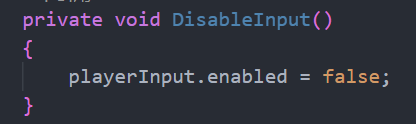 private void DisableInput()
{
    playerInput.enabled = false;
}